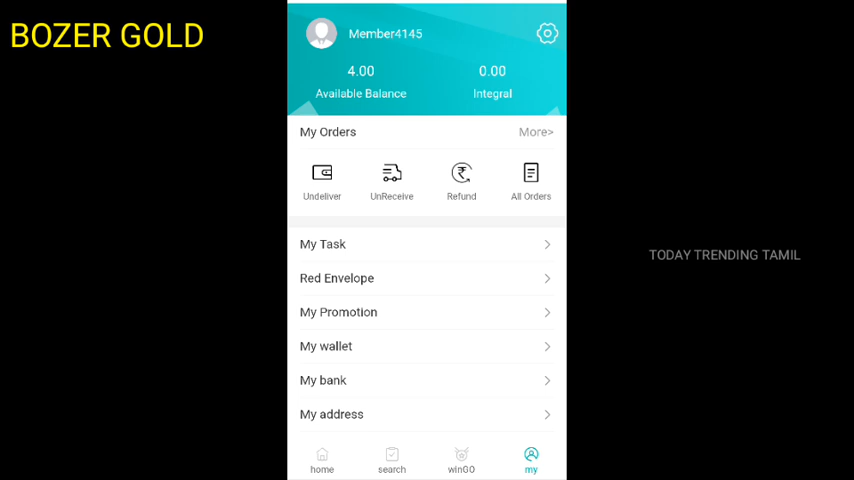 BOZER GOLD
Member4145
4.00 0.00
Available Balance Integral
My Orders More>
Undeliver UnReceive Refund All Orders
My Task
Red Envelope
My Promotion
My wallet
My bank
My address
home search winGO my
TODAY TRENDING TAMIL